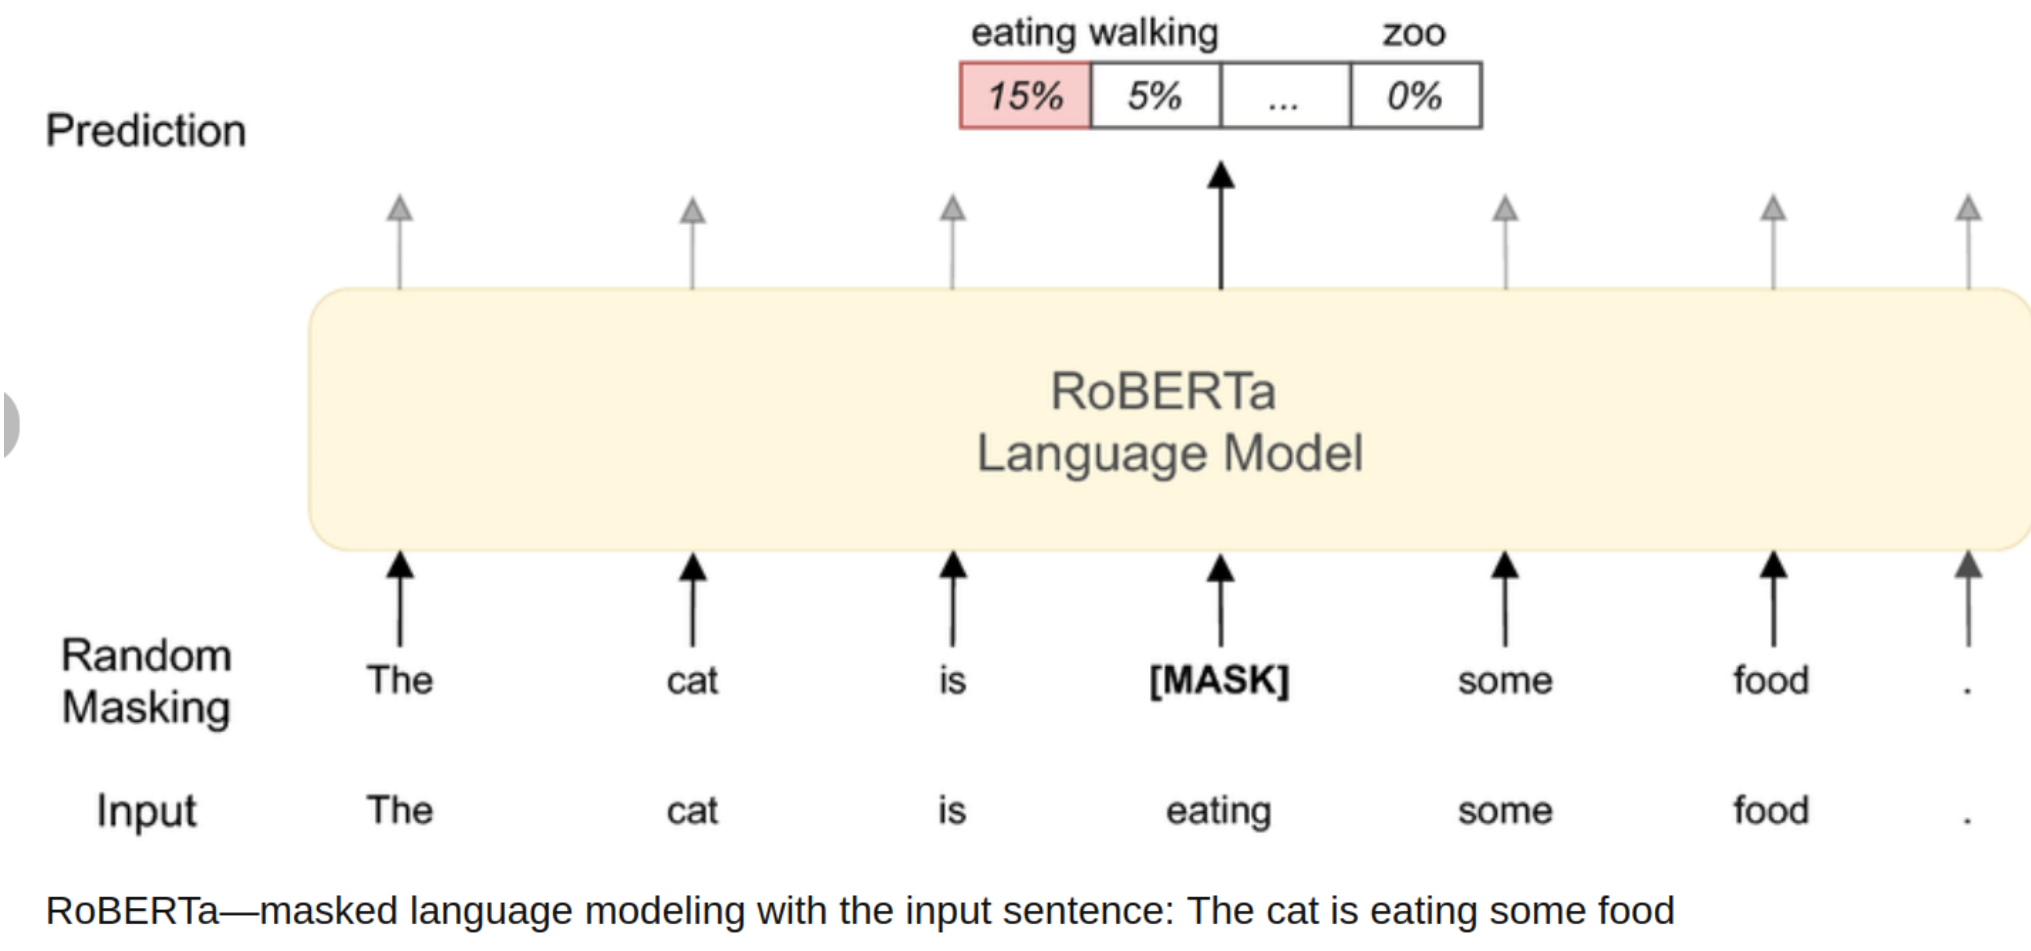 eating walking zoo
15% 5% ... 0%
Prediction
RoBERTa
Language Model
Random
Masking
The cat is [MASK] some food .
Input The cat is eating some food .
RoBERTa—masked language modeling with the input sentence: The cat is eating some food